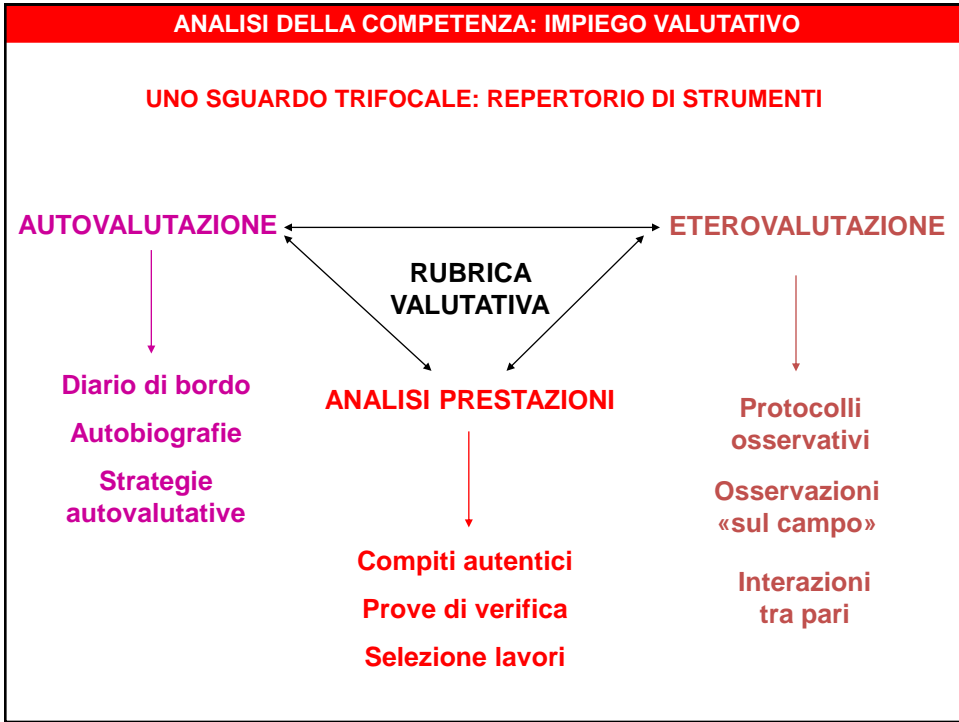 ANALISI DELLA COMPETENZA: IMPIEGO VALUTATIVO
UNO SGUARDO TRIFOCALE: REPERTORIO DI STRUMENTI
AUTOVALUTAZIONE
ETEROVALUTAZIONE
RUBRICA
VALUTATIVA
ANALISI PRESTAZIONI
Diario di bordo
Autobiografie
Strategie
autovalutative
Compiti autentici
Prove di verifica
Selezione lavori
Protocolli
osservativi
Osservazioni
«sul campo»
Interazioni
tra pari